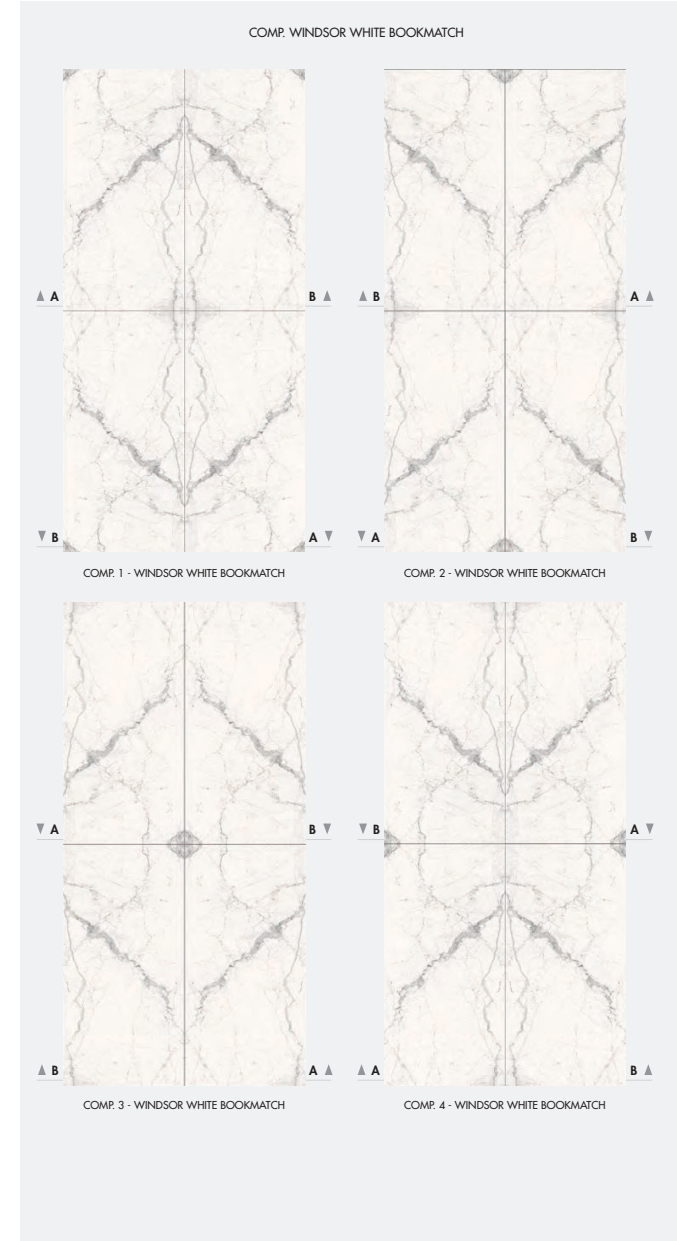 COMP. WINDSOR WHITE BOOKMATCH
A B B A
B A A B
COMP. 1 - WINDSOR WHITE BOOKMATCH COMP. 2 - WINDSOR WHITE BOOKMATCH
A B B A
B A A B
COMP. 3 - WINDSOR WHITE BOOKMATCH COMP. 4 - WINDSOR WHITE BOOKMATCH